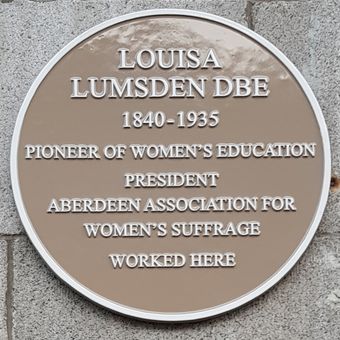 LOUISA
LUMSDEN DBE
1840-1935
PIONEER OF WOMEN'S EDUCATION
PRESIDENT
ABERDEEN ASSOCIATION FOR
WOMEN'S SUFFRAGE
WORKED HERE